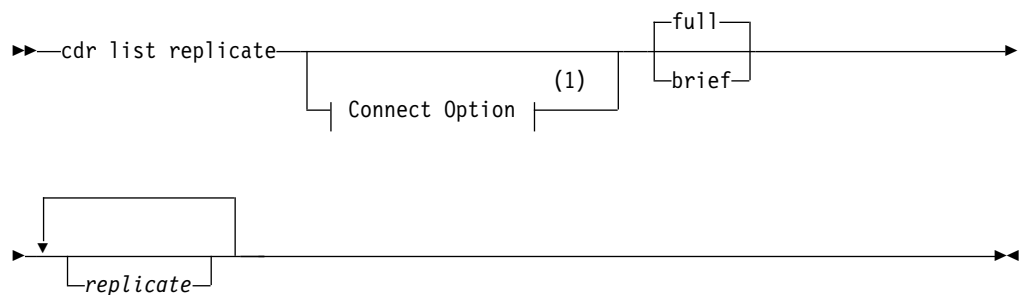 full
cdr list replicate
(1)
brief
Connect Option
replicate